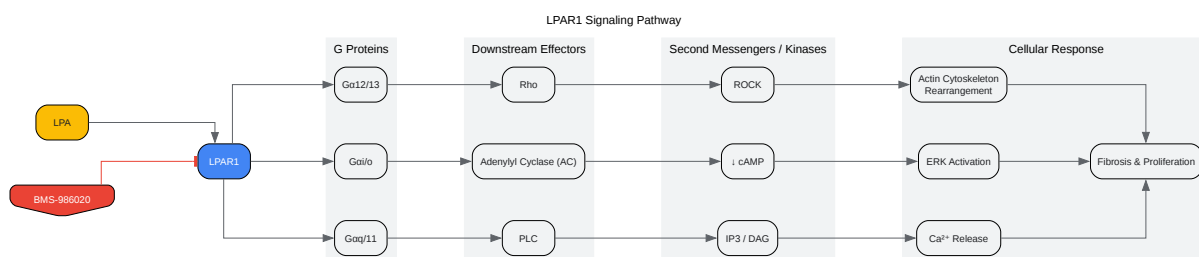 LPAR1 Signaling Pathway
G Proteins
Downstream Effectors
Second Messengers / Kinases
Cellular Response
Gα12/13
Rho
ROCK
Actin Cytoskeleton
Rearrangement
LPA
LPAR1
Gαi/o
Adenylyl Cyclase (AC)
↓ cAMP
ERK Activation
Fibrosis & Proliferation
BMS-986020
Gαq/11
PLC
IP3 / DAG
Ca²⁺ Release